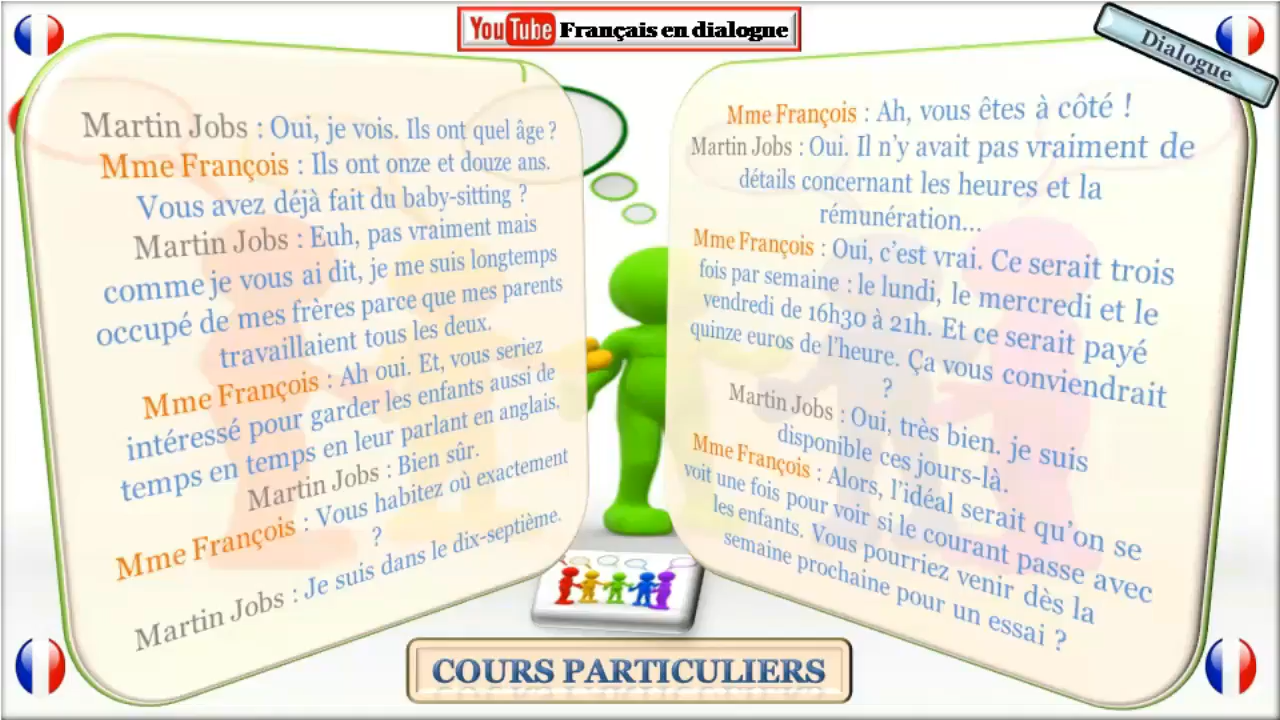 YouTube Français en dialogue
Dialogue
Martin Jobs : Oui, je vois. Ils ont quel âge ?
Mme François : Ils ont onze et douze ans.
Vous avez déjà fait du baby-sitting ?
Martin Jobs : Euh, pas vraiment mais
comme je vous ai dit, je me suis longtemps
occupé de mes frères parce que mes parents
travaillaient tous les deux.
Mme François : Ah oui. Et, vous seriez
intéressé pour garder les enfants aussi de
temps en temps en leur parlant en anglais.
Martin Jobs : Bien sûr.
Mme François : Vous habitez où exactement
?
Martin Jobs : Je suis dans le dix-septième.
Mme François : Ah, vous êtes à côté !
Martin Jobs : Oui. Il n’y avait pas vraiment de
détails concernant les heures et la
rémunération…
Mme François : Oui, c’est vrai. Ce serait trois
fois par semaine : le lundi, le mercredi et le
vendredi de 16h30 à 21h. Et ce serait payé
quinze euros de l’heure. Ça vous conviendrait
?
Martin Jobs : Oui, très bien. je suis
disponible ces jours-là.
Mme François : Alors, l’idéal serait qu’on se
voit une fois pour voir si le courant passe avec
les enfants. Vous pourriez venir dès la
semaine prochaine pour un essai ?
COURS PARTICULIERS